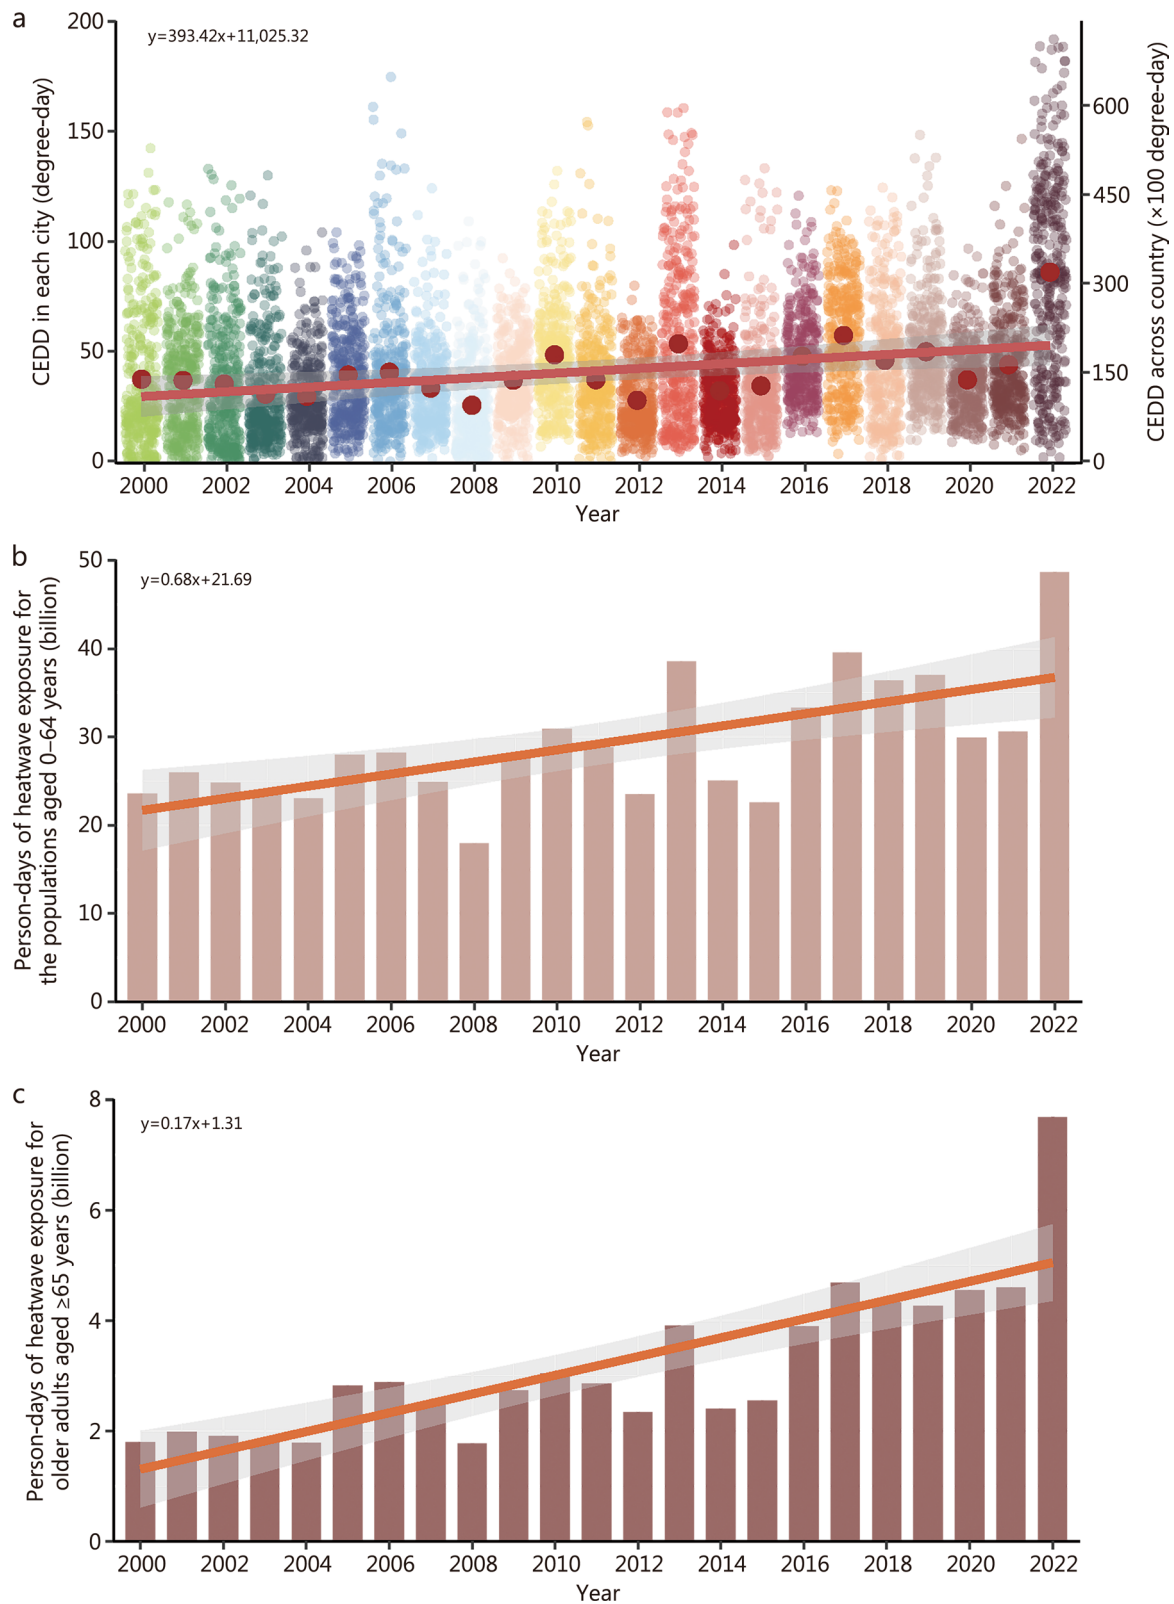 a
y=393.42x+11,025.32
CEDD in each city (degree-day)
200
150
100
50
0
CEDD across country (×100 degree-day)
600
450
300
150
0
2000 2002 2004 2006 2008 2010 2012 2014 2016 2018 2020 2022
Year
b
y=0.68x+21.69
Person-days of heatwave exposure for
the populations aged 0–64 years (billion)
50
40
30
20
10
0
2000 2002 2004 2006 2008 2010 2012 2014 2016 2018 2020 2022
Year
c
y=0.17x+1.31
Person-days of heatwave exposure for
older adults aged ≥65 years (billion)
8
6
4
2
0
2000 2002 2004 2006 2008 2010 2012 2014 2016 2018 2020 2022
Year